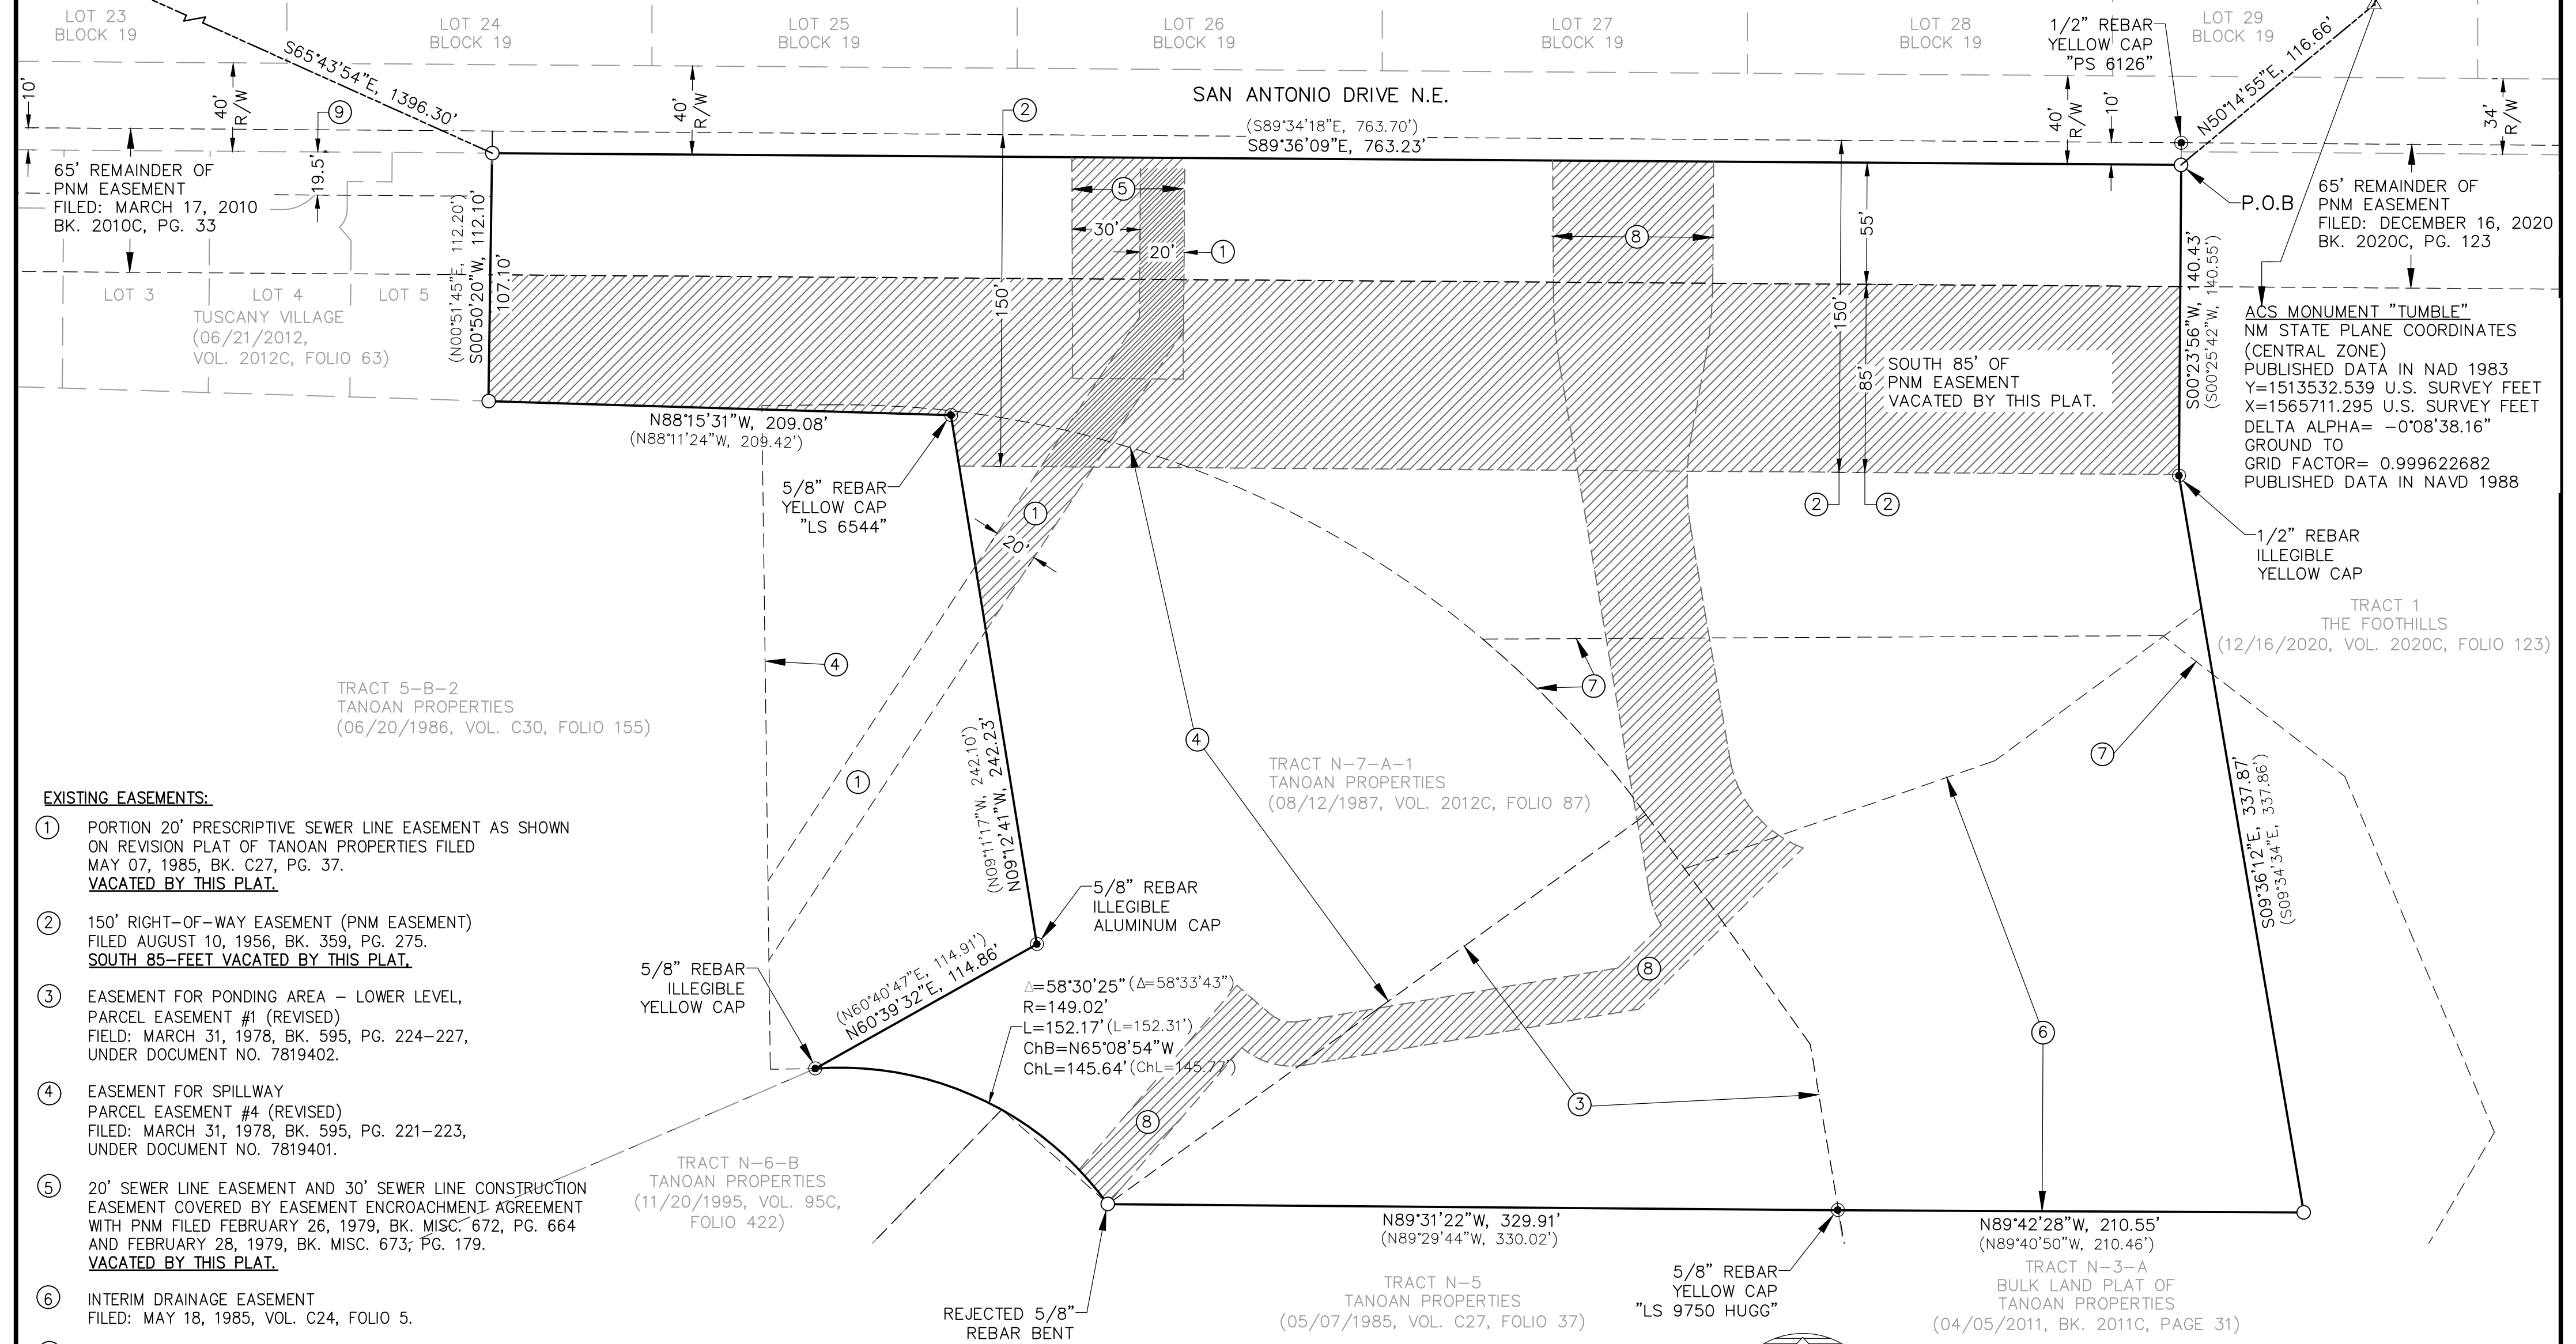 LOT 23
BLOCK 19
LOT 24
BLOCK 19
LOT 25
BLOCK 19
LOT 26
BLOCK 19
LOT 27
BLOCK 19
LOT 28
BLOCK 19
LOT 29
BLOCK 19
1/2" REBAR
YELLOW CAP
"PS 6126"
S65°43'54"E, 1396.30'
N50°14'55"E, 116.66'
10'
40'
R/W
9
19.5'
40'
R/W
2
SAN ANTONIO DRIVE N.E.
(S89°34'18"E, 763.70')
S89°36'09"E, 763.23'
40'
R/W
10'
34'
R/W
65' REMAINDER OF
PNM EASEMENT
FILED: MARCH 17, 2010
BK. 2010C, PG. 33
5
30'
20'
1
8
55'
P.O.B
65' REMAINDER OF
PNM EASEMENT
FILED: DECEMBER 16, 2020
BK. 2020C, PG. 123
(N00°51'45"E, 112.20')
S00°50'20"W, 112.10'
107.10'
150'
150'
85'
S00°23'56"W, 140.43'
(S00°25'42"W, 140.55')
LOT 3
LOT 4
LOT 5
TUSCANY VILLAGE
(06/21/2012,
VOL. 2012C, FOLIO 63)
SOUTH 85' OF
PNM EASEMENT
VACATED BY THIS PLAT.
ACS MONUMENT "TUMBLE"
NM STATE PLANE COORDINATES
(CENTRAL ZONE)
PUBLISHED DATA IN NAD 1983
Y=1513532.539 U.S. SURVEY FEET
X=1565711.295 U.S. SURVEY FEET
DELTA ALPHA= -0°08'38.16"
GROUND TO
GRID FACTOR= 0.999622682
PUBLISHED DATA IN NAVD 1988
N88°15'31"W, 209.08'
(N88°11'24"W, 209.42')
5/8" REBAR
YELLOW CAP
"LS 6544"
1
20'
2
2
1/2" REBAR
ILLEGIBLE
YELLOW CAP
TRACT 1
THE FOOTHILLS
(12/16/2020, VOL. 2020C, FOLIO 123)
4
7
TRACT 5-B-2
TANOAN PROPERTIES
(06/20/1986, VOL. C30, FOLIO 155)
4
7
1
(N09°11'17"W, 242.10')
N09°12'41"W, 242.23'
TRACT N-7-A-1
TANOAN PROPERTIES
(08/12/1987, VOL. 2012C, FOLIO 87)
S09°36'12"E, 337.87'
(S09°34'34"E, 337.86')
5/8" REBAR
ILLEGIBLE
ALUMINUM CAP
5/8" REBAR
ILLEGIBLE
YELLOW CAP
(N60°40'47"E, 114.91')
N60°39'32"E, 114.86'
Δ=58°30'25" (Δ=58°33'43")
R=149.02'
L=152.17' (L=152.31')
ChB=N65°08'54"W
ChL=145.64' (ChL=145.77')
8
6
3
8
TRACT N-6-B
TANOAN PROPERTIES
(11/20/1995, VOL. 95C,
FOLIO 422)
N89°31'22"W, 329.91'
(N89°29'44"W, 330.02')
N89°42'28"W, 210.55'
(N89°40'50"W, 210.46')
REJECTED 5/8"
REBAR BENT
TRACT N-5
TANOAN PROPERTIES
(05/07/1985, VOL. C27, FOLIO 37)
5/8" REBAR
YELLOW CAP
"LS 9750 HUGG"
TRACT N-3-A
BULK LAND PLAT OF
TANOAN PROPERTIES
(04/05/2011, BK. 2011C, PAGE 31)
EXISTING EASEMENTS:
1 PORTION 20' PRESCRIPTIVE SEWER LINE EASEMENT AS SHOWN
ON REVISION PLAT OF TANOAN PROPERTIES FILED
MAY 07, 1985, BK. C27, PG. 37.
VACATED BY THIS PLAT.
2 150' RIGHT-OF-WAY EASEMENT (PNM EASEMENT)
FILED AUGUST 10, 1956, BK. 359, PG. 275.
SOUTH 85-FEET VACATED BY THIS PLAT.
3 EASEMENT FOR PONDING AREA - LOWER LEVEL,
PARCEL EASEMENT #1 (REVISED)
FIELD: MARCH 31, 1978, BK. 595, PG. 224-227,
UNDER DOCUMENT NO. 7819402.
4 EASEMENT FOR SPILLWAY
PARCEL EASEMENT #4 (REVISED)
FILED: MARCH 31, 1978, BK. 595, PG. 221-223,
UNDER DOCUMENT NO. 7819401.
5 20' SEWER LINE EASEMENT AND 30' SEWER LINE CONSTRUCTION
EASEMENT COVERED BY EASEMENT ENCROACHMENT AGREEMENT
WITH PNM FILED FEBRUARY 26, 1979, BK. MISC. 672, PG. 664
AND FEBRUARY 28, 1979, BK. MISC. 673, PG. 179.
VACATED BY THIS PLAT.
6 INTERIM DRAINAGE EASEMENT
FILED: MAY 18, 1985, VOL. C24, FOLIO 5.